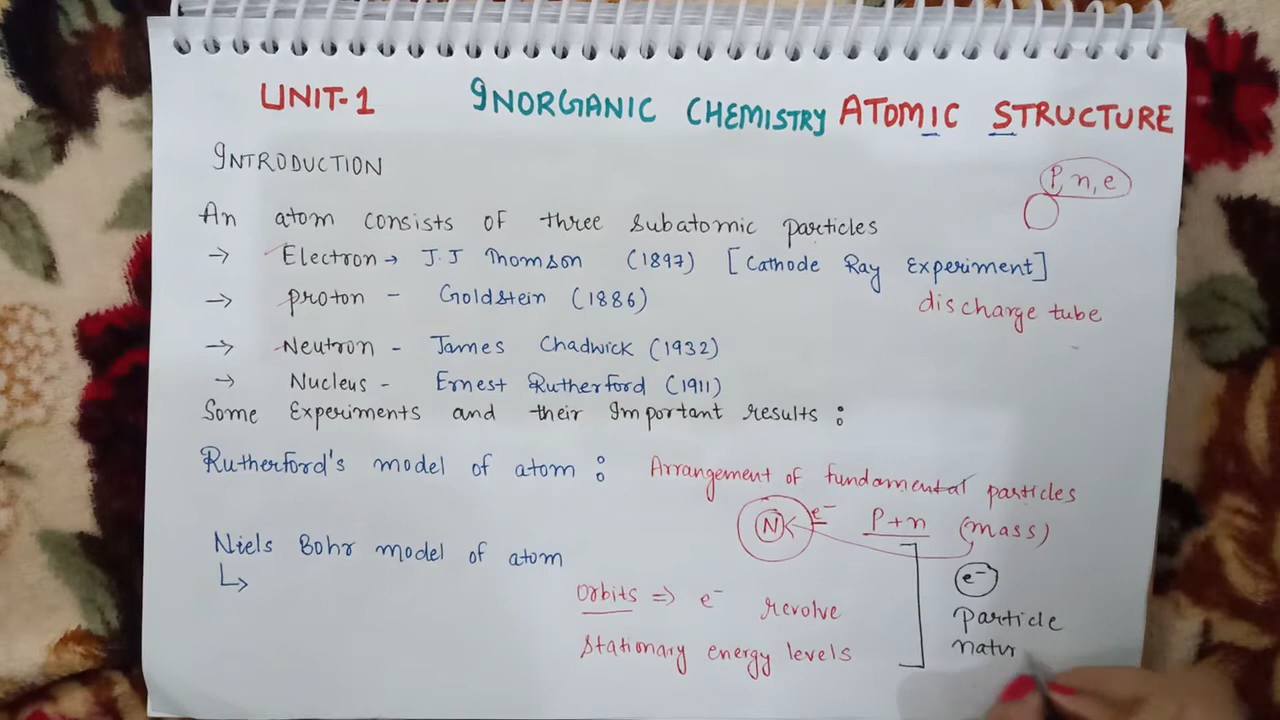 UNIT-1 INORGANIC CHEMISTRY ATOMIC STRUCTURE
INTRODUCTION
P, n, e
An atom consists of three subatomic particles
→ Electron → J.J Thomson (1897) [Cathode Ray Experiment]
→ proton - Goldstein (1886)
discharge tube
→ Neutron - James Chadwick (1932)
→ Nucleus - Ernest Rutherford (1911)
Some Experiments and their Important results :
Rutherford's model of atom : Arrangement of fundamental particles
N e⁻ P+n (mass)
Niels Bohr model of atom
e⁻
Orbits ⇒ e⁻ revolve
Particle
Stationary energy levels
natur